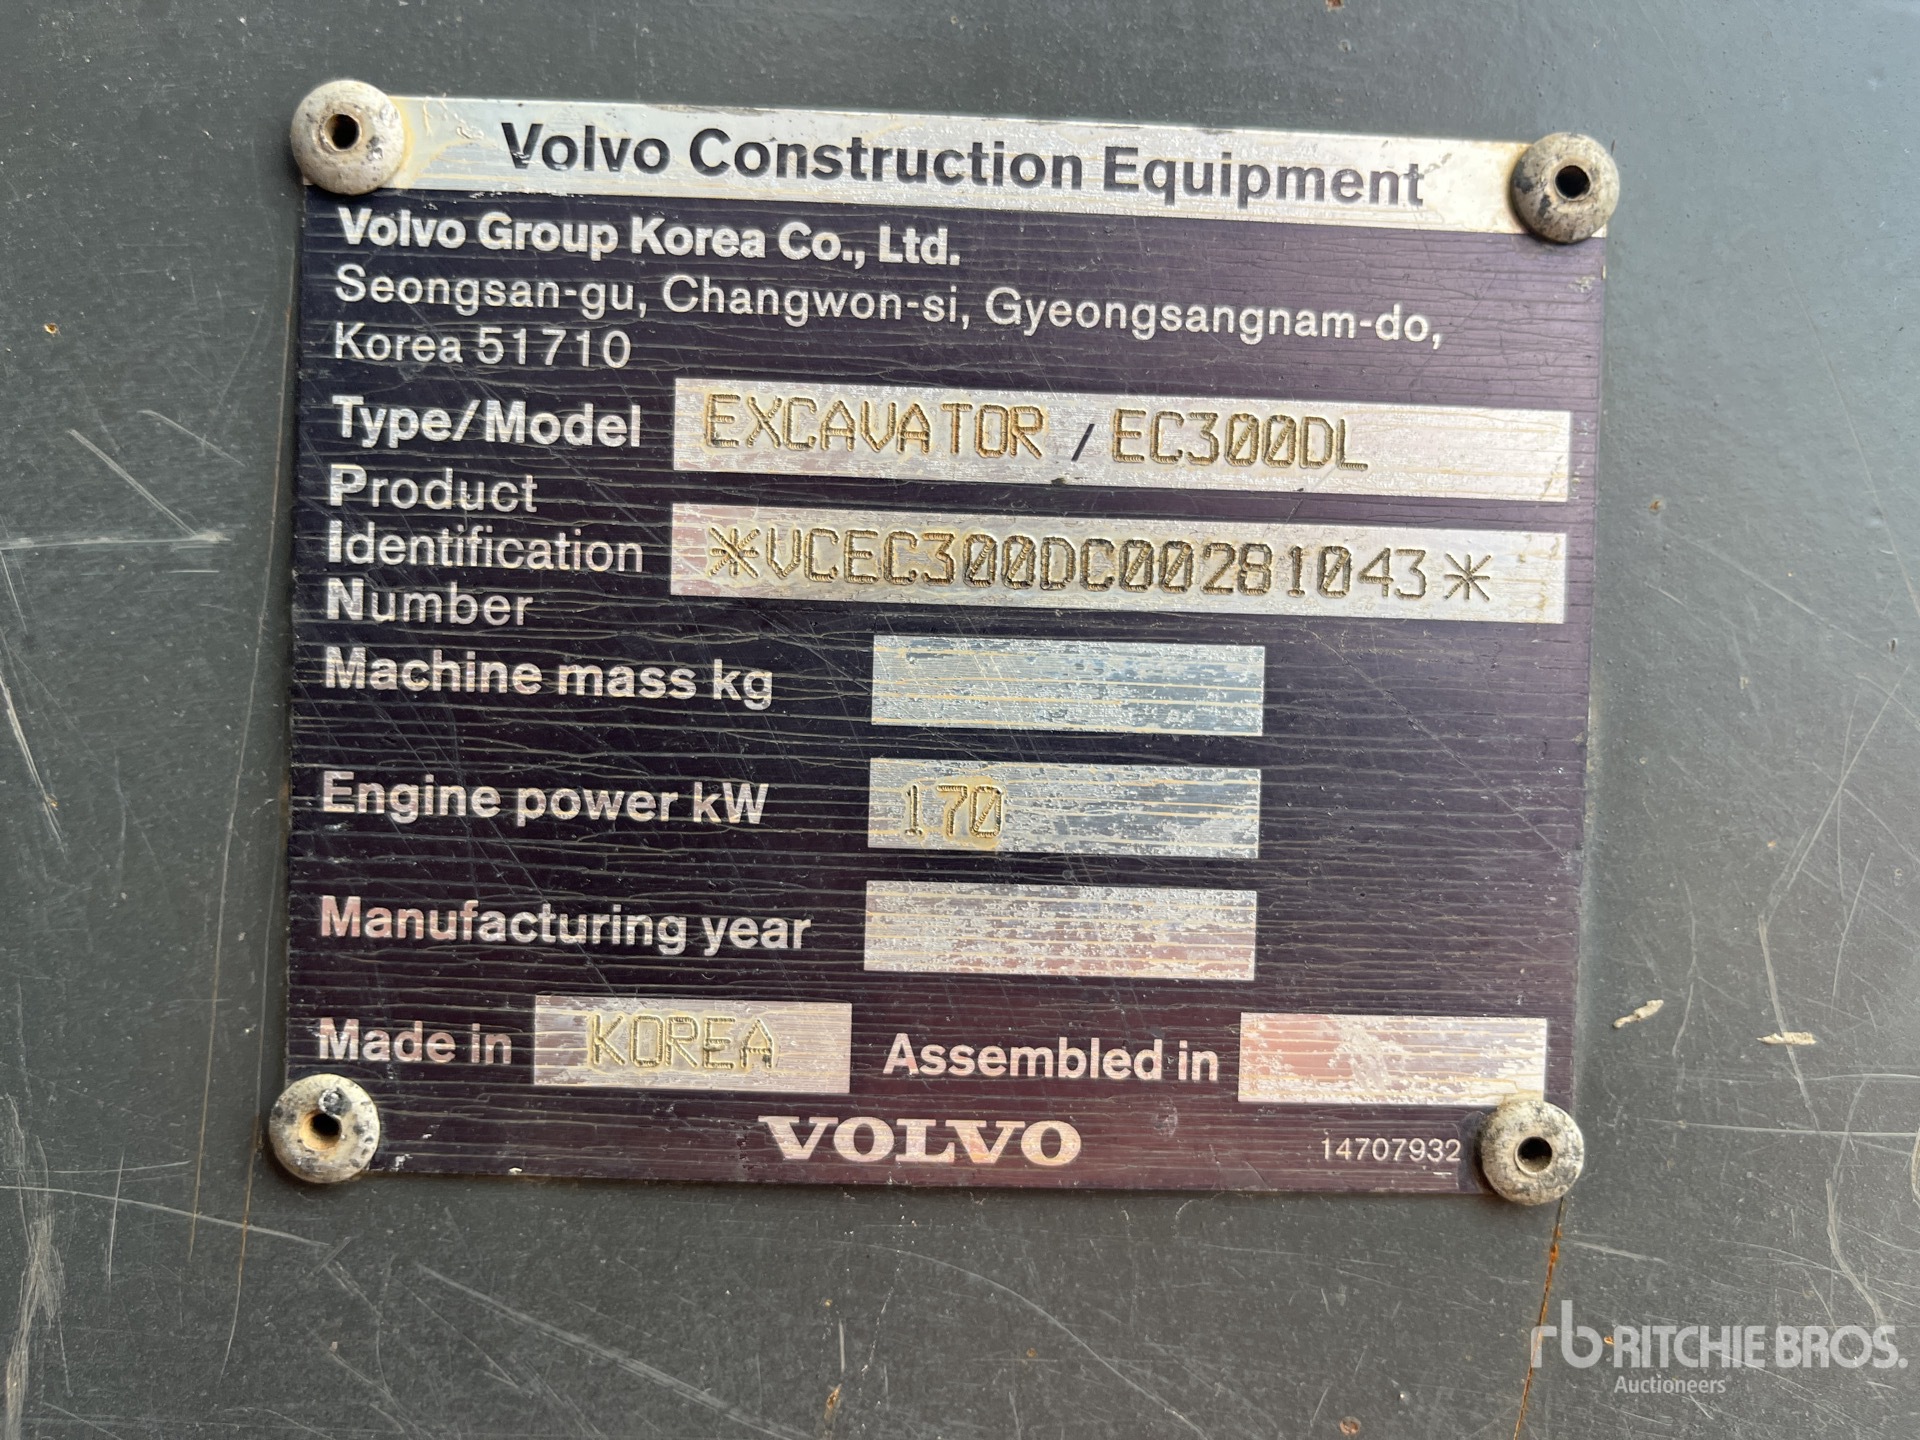 Volvo Construction Equipment
Volvo Group Korea Co., Ltd.
Seongsan-gu, Changwon-si, Gyeongsangnam-do,
Korea 51710
Type/Model EXCAVATOR / EC300DL
Product
Identification *VCEC300DC00281043*
Number
Machine mass kg
Engine power kW 170
Manufacturing year
Made in KOREA Assembled in
VOLVO 14707932
rb RITCHIE BROS.
Auctioneers